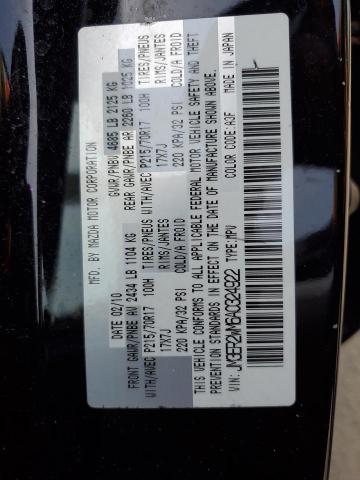 MFD. BY MAZDA MOTOR CORPORATION
02/10 GVWR/PNBV 4685 LB 2125 KG
FRONT GAWR/PNBE AV 2434 LB 1104 KG REAR GAWR/PNBE AR 2260 LB 1025 KG
WITH/AVEC P215/70R17 100H TIRES/PNEUS WITH/AVEC P215/70R17 100H TIRES/PNEUS
17X7J RIMS/JANTES 17X7J RIMS/JANTES
220 KPA/32 PSI COLD/A FROID 220 KPA/32 PSI COLD/A FROID
THIS VEHICLE CONFORMS TO ALL APPLICABLE FEDERAL MOTOR VEHICLE SAFETY AND THEFT
PREVENTION STANDARDS IN EFFECT ON THE DATE OF MANUFACTURE SHOWN ABOVE.
VIN: TYPE: MPV COLOR CODE: A3F MADE IN JAPAN